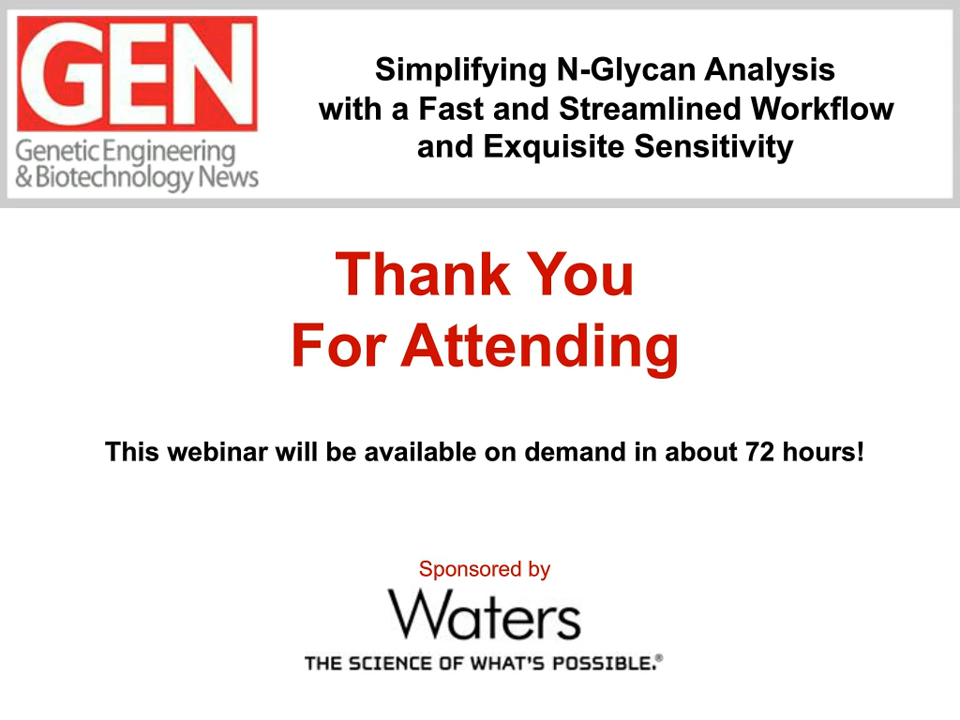 GEN
Genetic Engineering
& Biotechnology News
Simplifying N-Glycan Analysis
with a Fast and Streamlined Workflow
and Exquisite Sensitivity
Thank You
For Attending
This webinar will be available on demand in about 72 hours!
Sponsored by
Waters
THE SCIENCE OF WHAT'S POSSIBLE.®